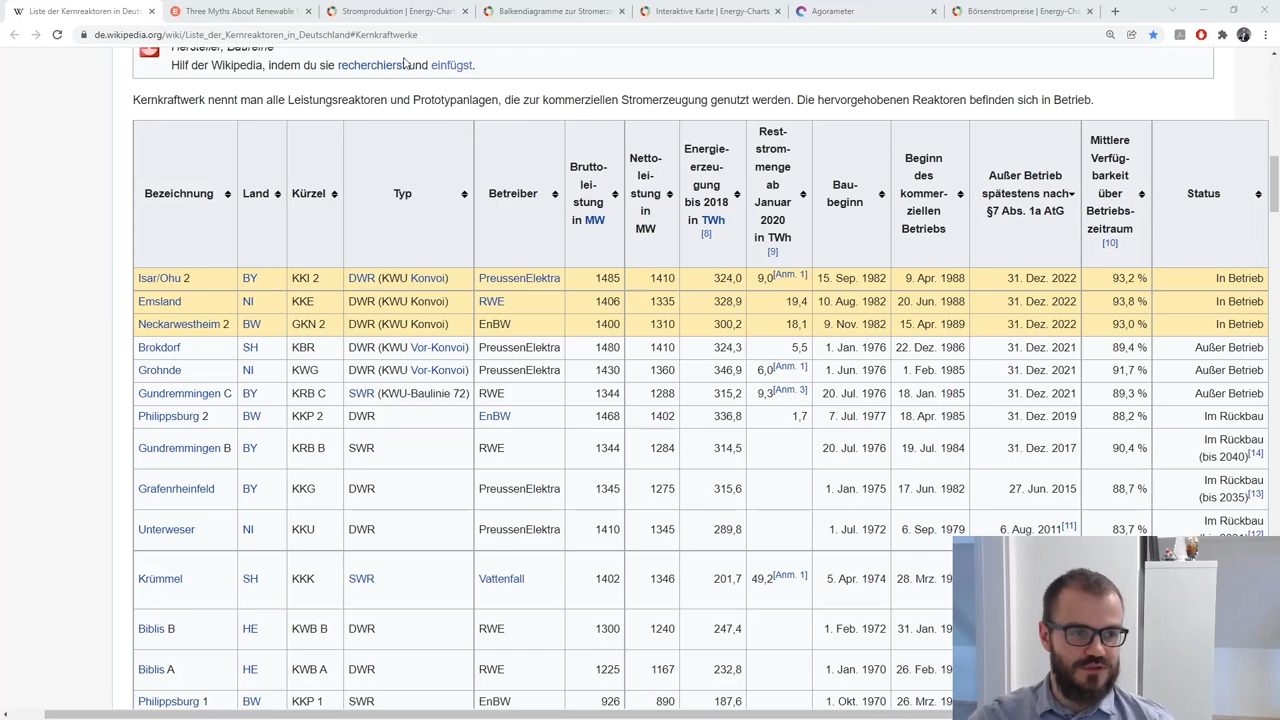 Liste der Kernreaktoren in Deutsc
Three Myths About Renewable E
Stromproduktion | Energy-Chart
Balkendiagramme zur Stromerz
Interaktive Karte | Energy-Charts
Agorameter
Börsenstrompreise | Energy-Cha
de.wikipedia.org/wiki/Liste_der_Kernreaktoren_in_Deutschland#Kernkraftwerke
Hersteller, Baureihe
Hilf der Wikipedia, indem du sie recherchierst und einfügst.
Kernkraftwerk nennt man alle Leistungsreaktoren und Prototypanlagen, die zur kommerziellen Stromerzeugung genutzt werden. Die hervorgehobenen Reaktoren befinden sich in Betrieb.
Bezeichnung
Land
Kürzel
Typ
Betreiber
Brutto-
lei-
stung
in MW
Netto-
lei-
stung
in
MW
Energie-
erzeu-
gung
bis 2018
in TWh
[8]
Rest-
strom-
menge
ab
Januar
2020
in TWh
[9]
Bau-
beginn
Beginn
des
kommer-
ziellen
Betriebs
Außer Betrieb
spätestens nach
§7 Abs. 1a AtG
Mittlere
Verfüg-
barkeit
über
Betriebs-
zeitraum
[10]
Status
Isar/Ohu 2 BY KKI 2 DWR (KWU Konvoi) PreussenElektra 1485 1410 324,0 9,0[Anm. 1] 15. Sep. 1982 9. Apr. 1988 31. Dez. 2022 93,2 % In Betrieb
Emsland NI KKE DWR (KWU Konvoi) RWE 1406 1335 328,9 19,4 10. Aug. 1982 20. Jun. 1988 31. Dez. 2022 93,8 % In Betrieb
Neckarwestheim 2 BW GKN 2 DWR (KWU Konvoi) EnBW 1400 1310 300,2 18,1 9. Nov. 1982 15. Apr. 1989 31. Dez. 2022 93,0 % In Betrieb
Brokdorf SH KBR DWR (KWU Vor-Konvoi) PreussenElektra 1480 1410 324,3 5,5 1. Jan. 1976 22. Dez. 1986 31. Dez. 2021 89,4 % Außer Betrieb
Grohnde NI KWG DWR (KWU Vor-Konvoi) PreussenElektra 1430 1360 346,9 6,0[Anm. 1] 1. Jun. 1976 1. Feb. 1985 31. Dez. 2021 91,7 % Außer Betrieb
Gundremmingen C BY KRB C SWR (KWU-Baulinie 72) RWE 1344 1288 315,2 9,3[Anm. 3] 20. Jul. 1976 18. Jan. 1985 31. Dez. 2021 89,3 % Außer Betrieb
Philippsburg 2 BW KKP 2 DWR EnBW 1468 1402 336,8 1,7 7. Jul. 1977 18. Apr. 1985 31. Dez. 2019 88,2 % Im Rückbau
Gundremmingen B BY KRB B SWR RWE 1344 1284 314,5 20. Jul. 1976 19. Jul. 1984 31. Dez. 2017 90,4 % Im Rückbau
(bis 2040)[14]
Grafenrheinfeld BY KKG DWR PreussenElektra 1345 1275 315,6 1. Jan. 1975 17. Jun. 1982 27. Jun. 2015 88,7 % Im Rückbau
(bis 2035)[13]
Unterweser NI KKU DWR PreussenElektra 1410 1345 289,8 1. Jul. 1972 6. Sep. 1979 6. Aug. 2011[11] 83,7 % Im Rückbau
Krümmel SH KKK SWR Vattenfall 1402 1346 201,7 49,2[Anm. 1] 5. Apr. 1974 28. Mrz. 19
Biblis B HE KWB B DWR RWE 1300 1240 247,4 1. Feb. 1972 31. Jan. 19
Biblis A HE KWB A DWR RWE 1225 1167 232,8 1. Jan. 1970 26. Feb. 19
Philippsburg 1 BW KKP 1 SWR EnBW 926 890 187,6 1. Okt. 1970 26. Mrz. 19